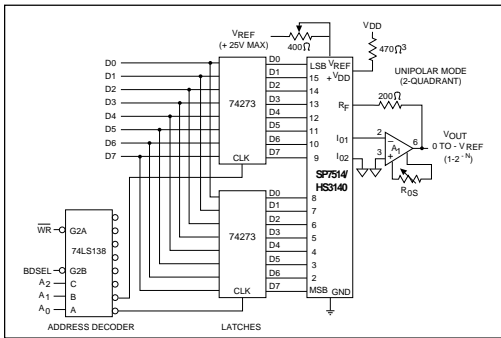 VREF
(+ 25V MAX)
400Ω
VDD
470Ω3
UNIPOLAR MODE
(2-QUADRANT)
200Ω
D0
D1
D2
D3
D4
D5
D6
D7
74273
CLK
D0
D1
D2
D3
D4
D5
D6
D7
LSB
15
14
13
12
11
10
9
VREF
+ VDD
RF
IO1
IO2
SP7514/
HS3140
2
3
–
+
A1
6
VOUT
0 TO - VREF
(1-2 -N)
ROS
74273
CLK
D0
D1
D2
D3
D4
D5
D6
D7
8
7
6
5
4
3
2
MSB
GND
WR
G2A
74LS138
BDSEL
G2B
A2
C
A1
B
A0
A
ADDRESS DECODER
LATCHES